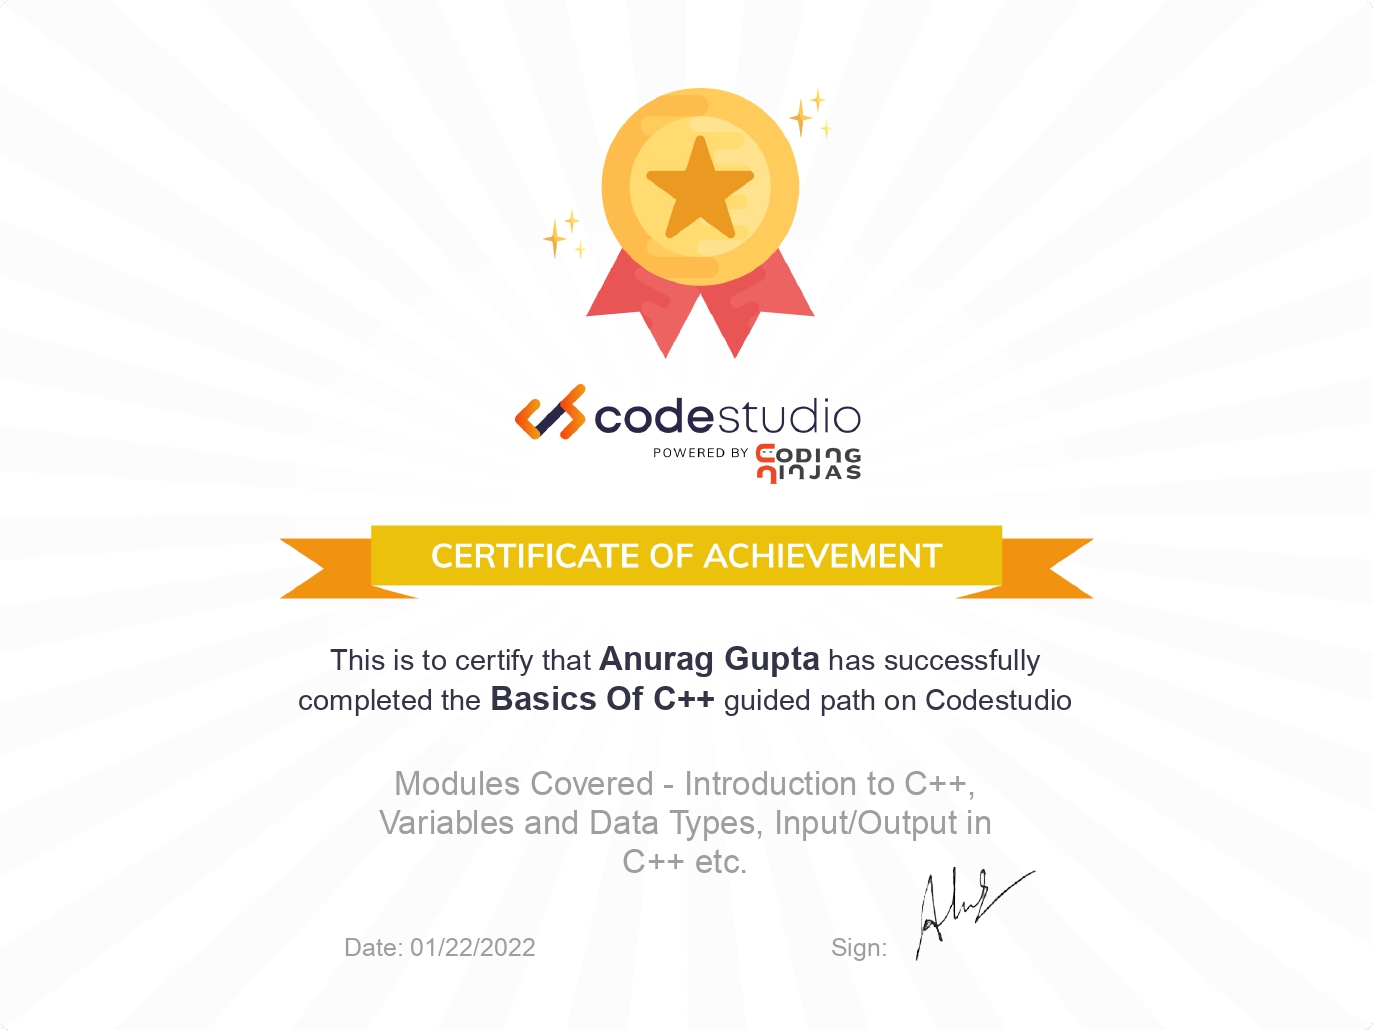 codestudio
POWERED BY CODING NINJAS
CERTIFICATE OF ACHIEVEMENT
This is to certify that Anurag Gupta has successfully
completed the Basics Of C++ guided path on Codestudio
Modules Covered - Introduction to C++,
Variables and Data Types, Input/Output in
C++ etc.
Date: 01/22/2022 Sign: